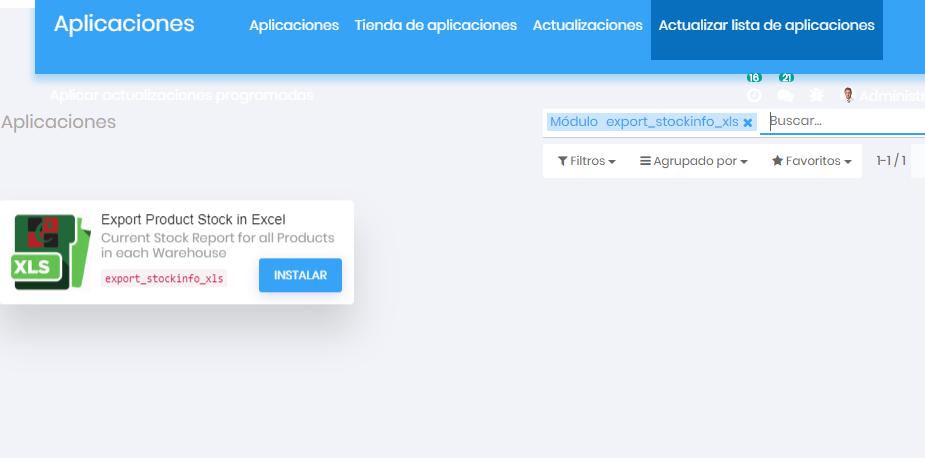 Aplicaciones Aplicaciones Tienda de aplicaciones Actualizaciones Actualizar lista de aplicaciones
16 21
Aplicar actualizaciones programadas Administr
Aplicaciones
Módulo export_stockinfo_xls × Buscar...
Filtros Agrupado por Favoritos 1-1 / 1
Export Product Stock in Excel
Current Stock Report for all Products
in each Warehouse
XLS
export_stockinfo_xls
INSTALAR